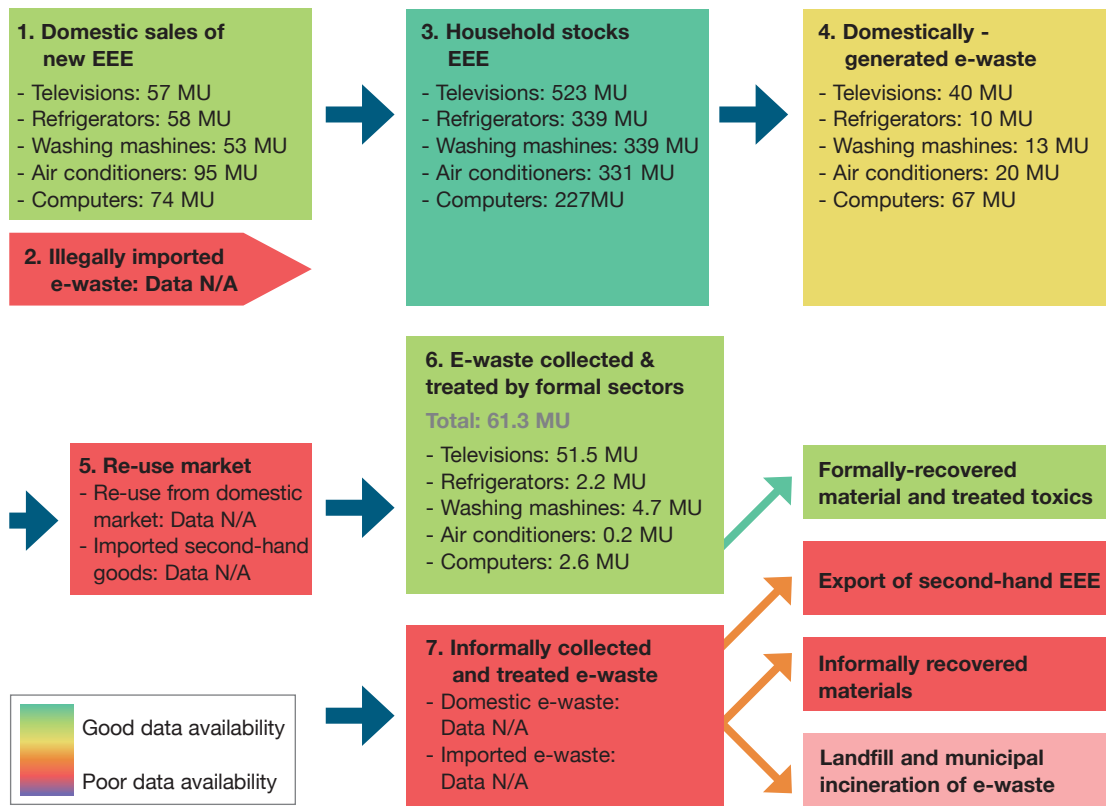 1. Domestic sales of
new EEE
- Televisions: 57 MU
- Refrigerators: 58 MU
- Washing machines: 53 MU
- Air conditioners: 95 MU
- Computers: 74 MU
2. Illegally imported
e-waste: Data N/A
3. Household stocks
EEE
- Televisions: 523 MU
- Refrigerators: 339 MU
- Washing machines: 339 MU
- Air conditioners: 331 MU
- Computers: 227MU
4. Domestically -
generated e-waste
- Televisions: 40 MU
- Refrigerators: 10 MU
- Washing machines: 13 MU
- Air conditioners: 20 MU
- Computers: 67 MU
5. Re-use market
- Re-use from domestic
market: Data N/A
- Imported second-hand
goods: Data N/A
6. E-waste collected &
treated by formal sectors
Total: 61.3 MU
- Televisions: 51.5 MU
- Refrigerators: 2.2 MU
- Washing machines: 4.7 MU
- Air conditioners: 0.2 MU
- Computers: 2.6 MU
7. Informally collected
and treated e-waste
- Domestic e-waste:
Data N/A
- Imported e-waste:
Data N/A
Formally-recovered
material and treated toxics
Export of second-hand EEE
Informally recovered
materials
Landfill and municipal
incineration of e-waste
Good data availability
Poor data availability